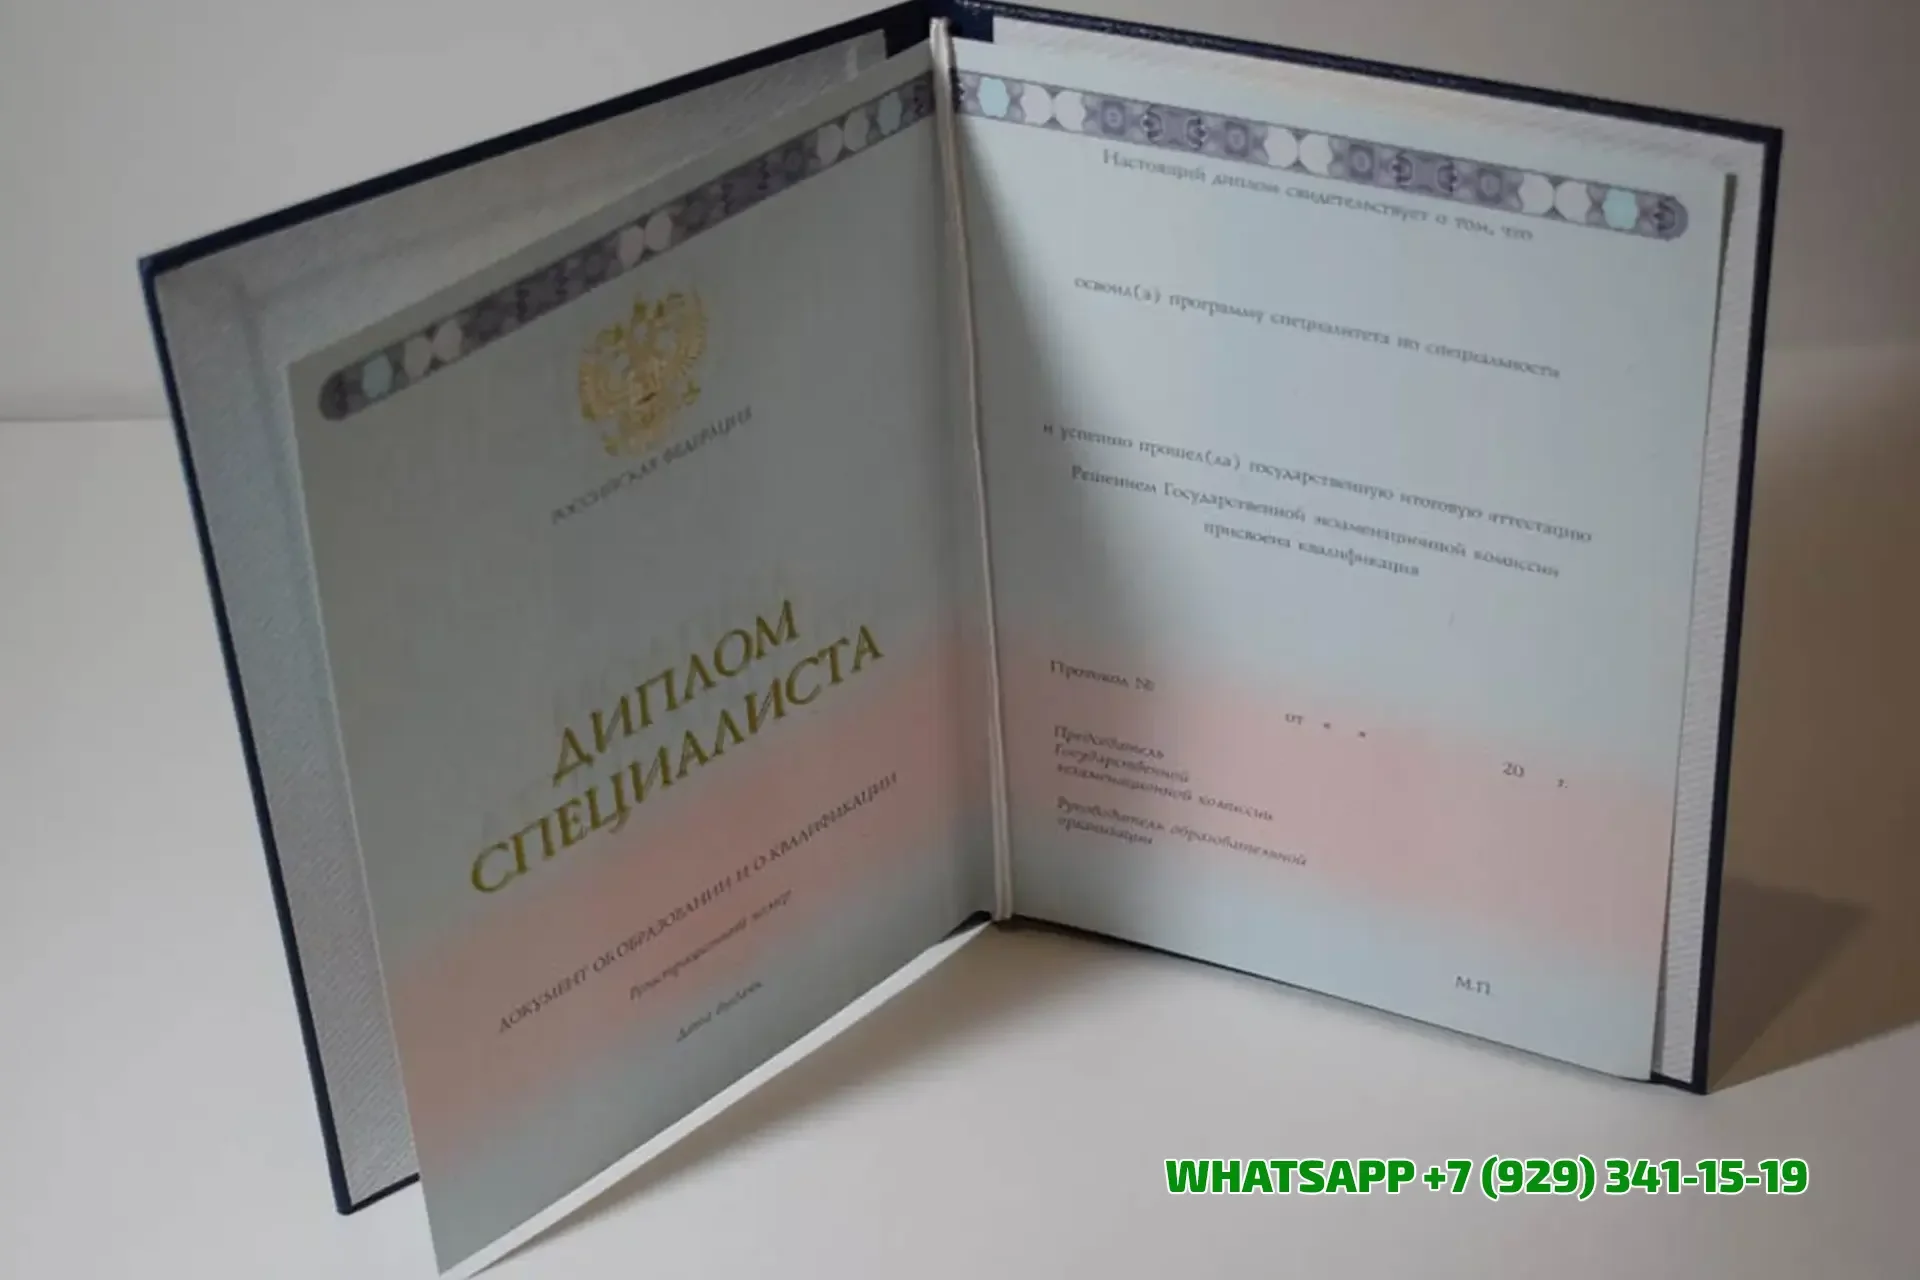 РОССИЙСКАЯ ФЕДЕРАЦИЯ
ДИПЛОМ
СПЕЦИАЛИСТА
ДОКУМЕНТ ОБ ОБРАЗОВАНИИ И О КВАЛИФИКАЦИИ
Регистрационный номер
Дата выдачи
Настоящий диплом свидетельствует о том, что
освоил(а) программу специалитета по специальности
и успешно прошел(ла) государственную итоговую аттестацию
Решением Государственной экзаменационной комиссии
присвоена квалификация
Протокол №
от « »
20 г.
Председатель
Государственной
экзаменационной комиссии
Руководитель образовательной
организации
М.П.
WHATSAPP +7 (929) 341-15-19